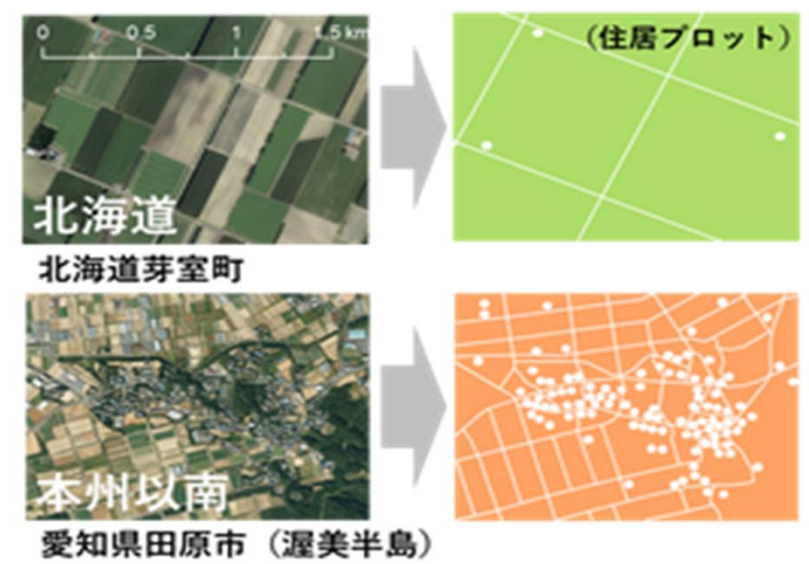 0 0.5 1 1.5 km
（住居プロット）
北海道
北海道芽室町
本州以南
愛知県田原市（渥美半島）